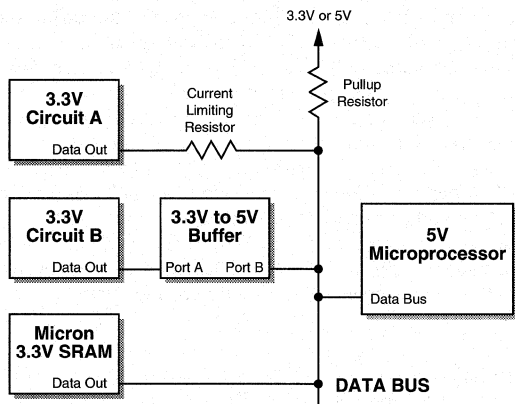 3.3V or 5V
Pullup
Resistor
Current
Limiting
Resistor
3.3V
Circuit A
Data Out
3.3V
Circuit B
Data Out
3.3V to 5V
Buffer
Port A Port B
5V
Microprocessor
Data Bus
Micron
3.3V SRAM
Data Out
DATA BUS